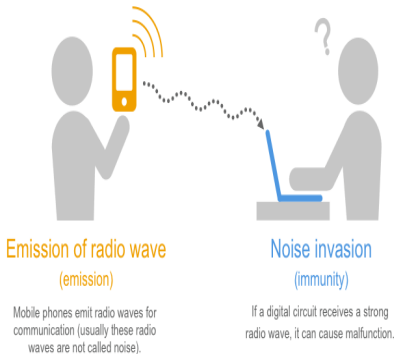 ?
Emission of radio wave
(emission)
Mobile phones emit radio waves for
communication (usually these radio
waves are not called noise).
Noise invasion
(immunity)
If a digital circuit receives a strong
radio wave, it can cause malfunction.